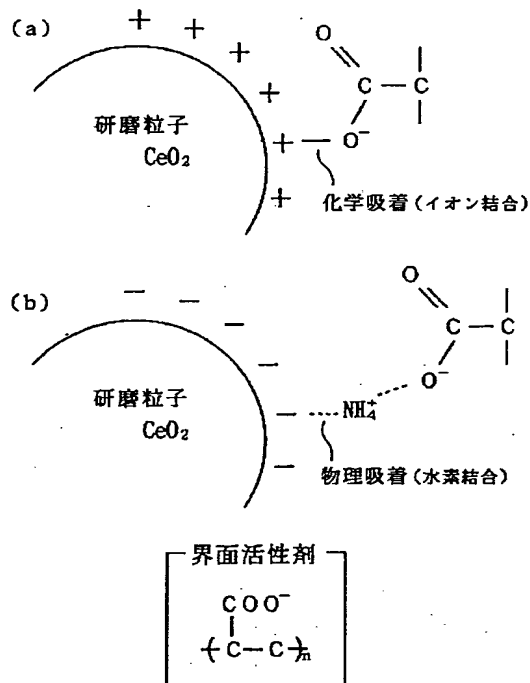 (a)
+ + + + + +
研磨粒子
CeO₂
O
C—C
O⁻
化学吸着(イオン結合)
(b)
− − − − − −
研磨粒子
CeO₂
O
C—C
O⁻
NH₄⁺
物理吸着(水素結合)
界面活性剤
COO⁻
(C—C)n